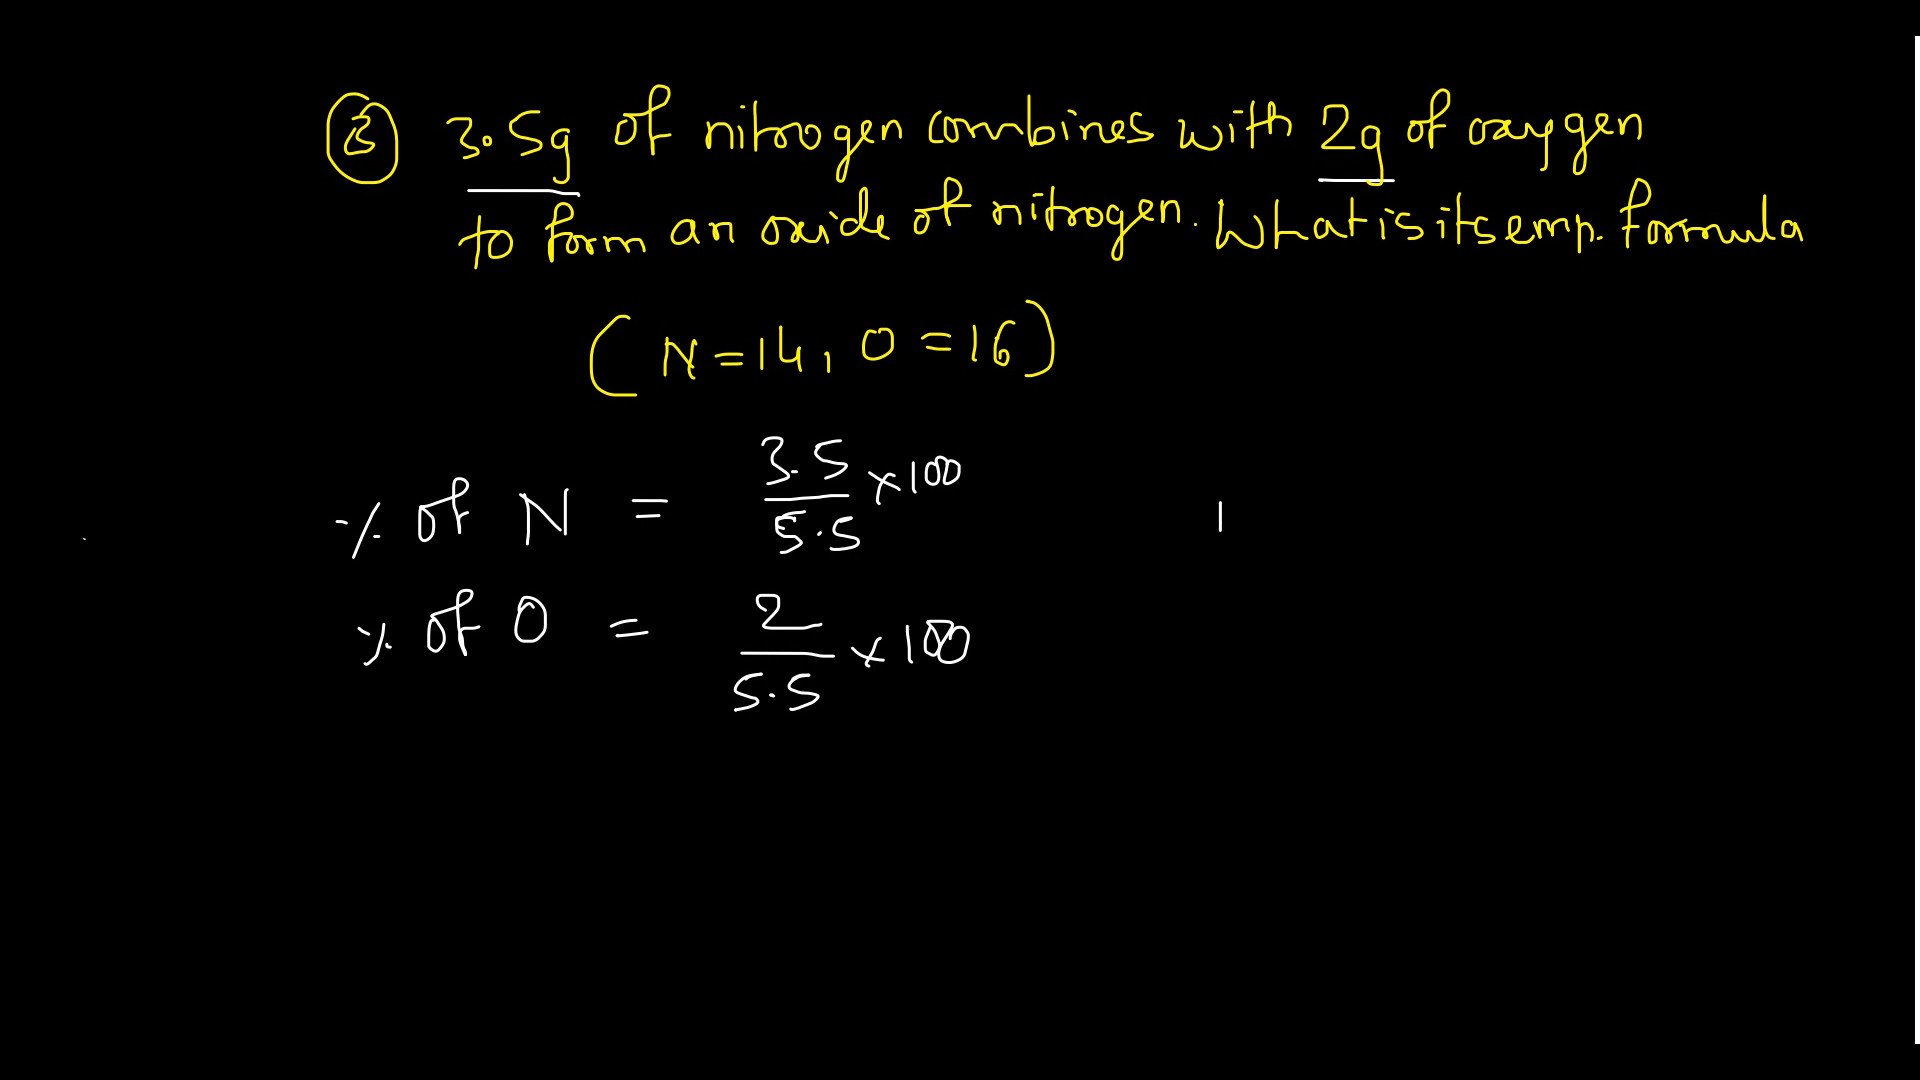 ③ 3.5g of nitrogen combines with 2g of oxygen
to form an oxide of nitrogen. What is its emp. formula
(N=14, O=16)
% of N = 3.5/5.5 ×100
% of O = 2/5.5 ×100